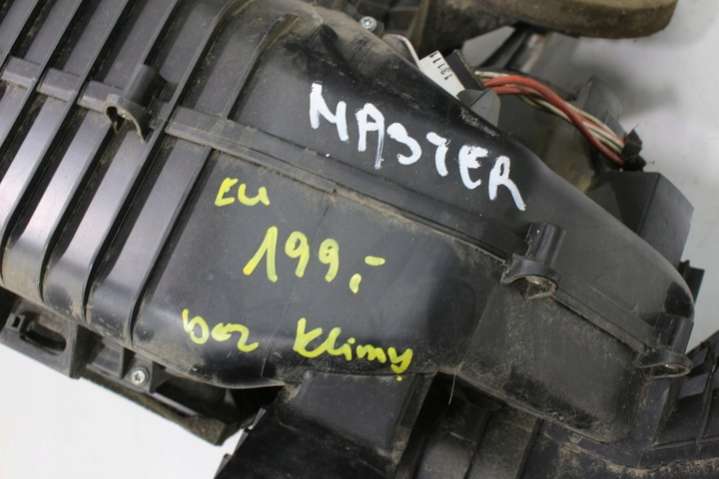 MASTER
EU
199,-
bez klimy